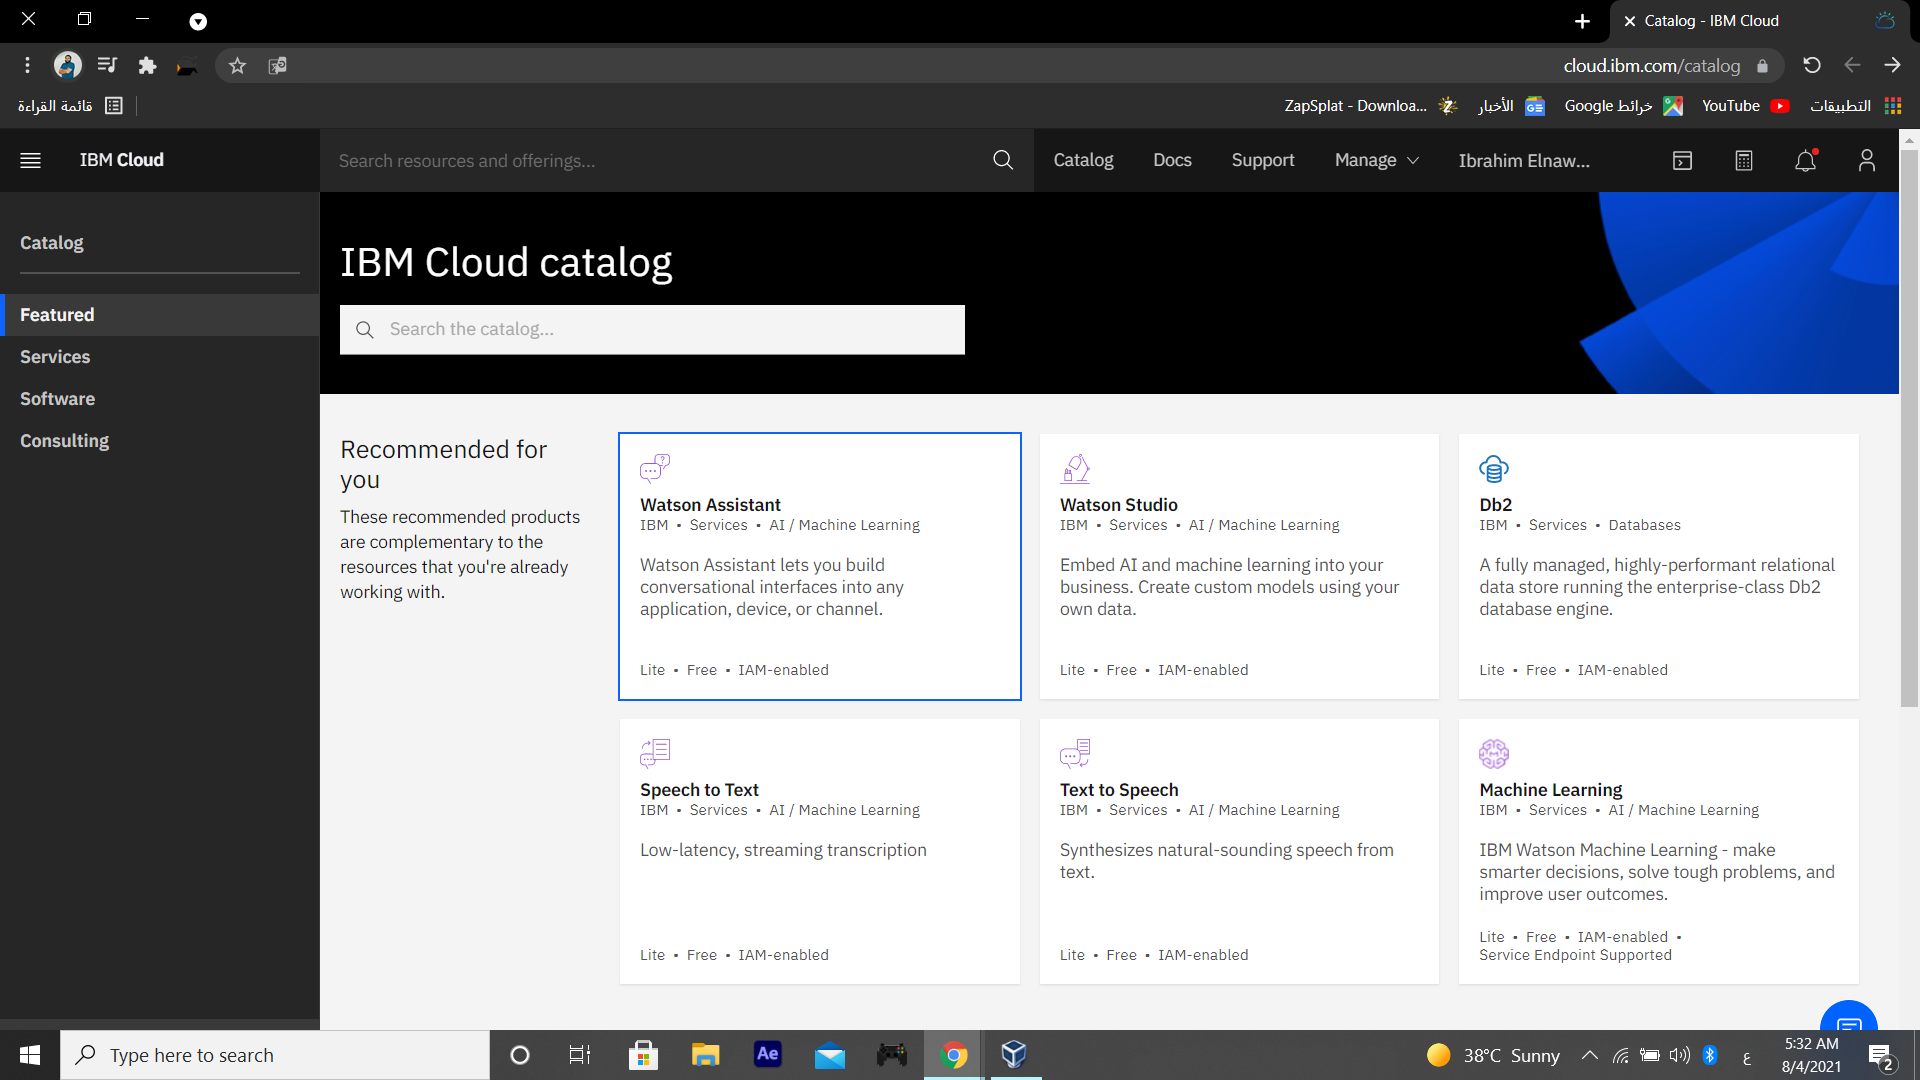 Catalog - IBM Cloud
cloud.ibm.com/catalog
قائمة القراءة
ZapSplat - Downloa...
الأخبار
خرائط Google
YouTube
التطبيقات
IBM Cloud
Search resources and offerings...
Catalog
Docs
Support
Manage
Ibrahim Elnaw...
Catalog
Featured
Services
Software
Consulting
IBM Cloud catalog
Search the catalog...
Recommended for
you
These recommended products
are complementary to the
resources that you're already
working with.
Watson Assistant
IBM • Services • AI / Machine Learning
Watson Assistant lets you build
conversational interfaces into any
application, device, or channel.
Lite • Free • IAM-enabled
Watson Studio
IBM • Services • AI / Machine Learning
Embed AI and machine learning into your
business. Create custom models using your
own data.
Lite • Free • IAM-enabled
Db2
IBM • Services • Databases
A fully managed, highly-performant relational
data store running the enterprise-class Db2
database engine.
Lite • Free • IAM-enabled
Speech to Text
IBM • Services • AI / Machine Learning
Low-latency, streaming transcription
Lite • Free • IAM-enabled
Text to Speech
IBM • Services • AI / Machine Learning
Synthesizes natural-sounding speech from
text.
Lite • Free • IAM-enabled
Machine Learning
IBM • Services • AI / Machine Learning
IBM Watson Machine Learning - make
smarter decisions, solve tough problems, and
improve user outcomes.
Lite • Free • IAM-enabled •
Service Endpoint Supported
Type here to search
Ae
38°C Sunny
ع
5:32 AM
8/4/2021
2